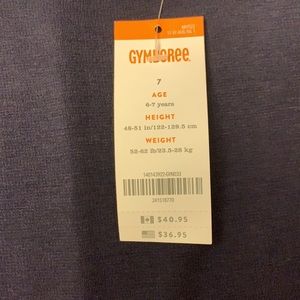 GYMBOREE
7
AGE
6-7 years
HEIGHT
48-51 in/122-129.5 cm
WEIGHT
52-62 lb/23.5-28 kg
$40.95
$36.95